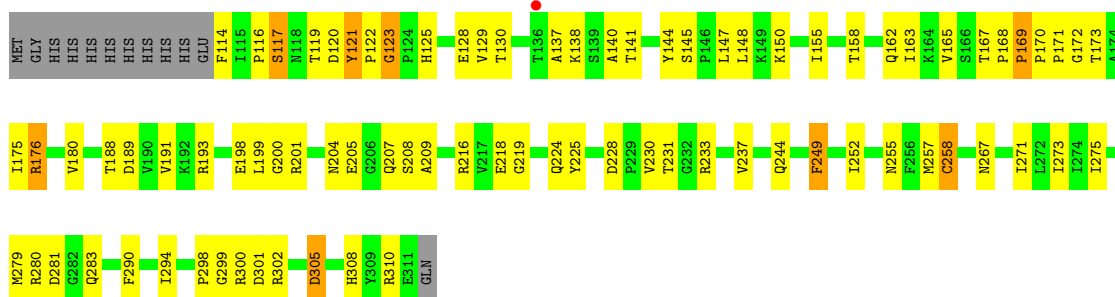 MET GLY HIS HIS HIS HIS HIS HIS HIS HIS GLU F114 I115 P116 S117 N118 T119 D120 Y121 P122 G123 P124 H125 E128 V129 T130 T136 A137 K138 S139 A140 T141 Y144 S145 P146 L147 L148 K149 K150 I155 T158 Q162 I163 K164 V165 S166 T167 P168 P169 P170 P171 G172 T173 A174
I175 R176 V180 T188 D189 V190 V191 K192 R193 E198 L199 G200 R201 N204 E205 G206 Q207 S208 A209 R216 V217 E218 G219 Q224 Y225 D228 P229 V230 T231 G232 R233 V237 Q244 F249 I252 N255 F256 M257 C258 N267 I271 L272 I273 I274 I275
M279 R280 D281 G282 Q283 F290 I294 P298 G299 R300 D301 R302 D305 H308 Y309 R310 E311 GLN